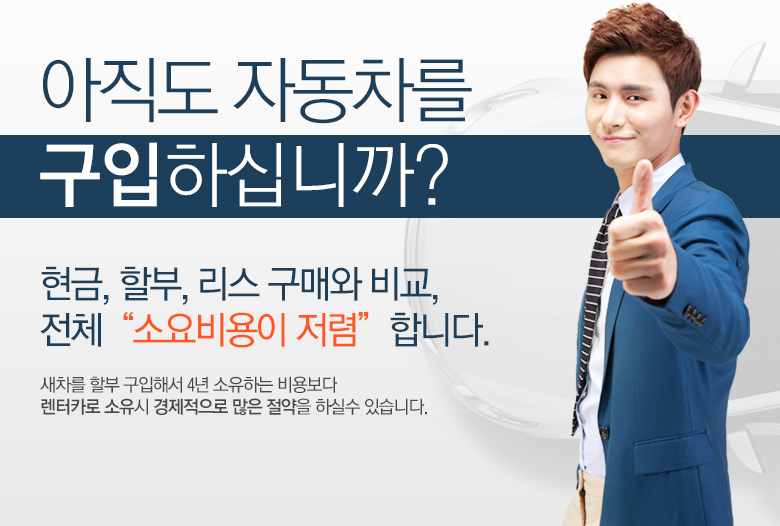 아직도 자동차를
구입하십니까?
현금, 할부, 리스 구매와 비교,
전체 “소요비용이 저렴” 합니다.
새차를 할부 구입해서 4년 소유하는 비용보다
렌터카로 소유시 경제적으로 많은 절약을 하실수 있습니다.